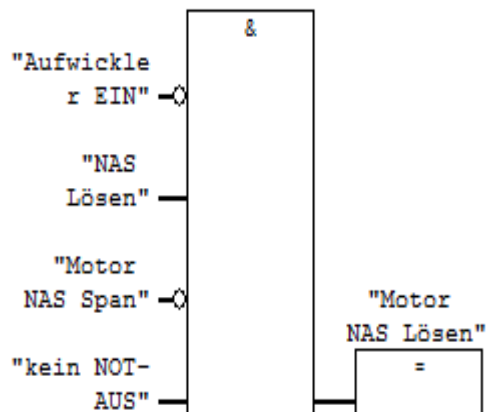 &
"Aufwickle
r EIN"
"NAS
Lösen"
"Motor
NAS Span"
"Motor
NAS Lösen"
"kein NOT-
AUS"
=